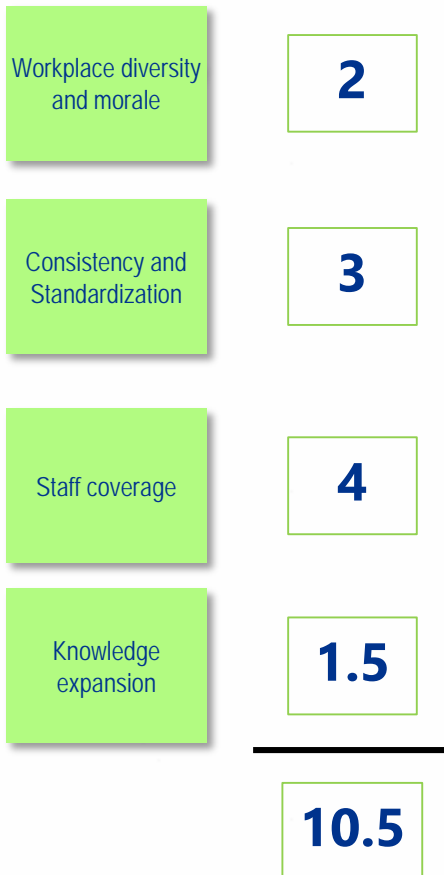 Workplace diversity
and morale
2
Consistency and
Standardization
3
Staff coverage
4
Knowledge
expansion
1.5
10.5